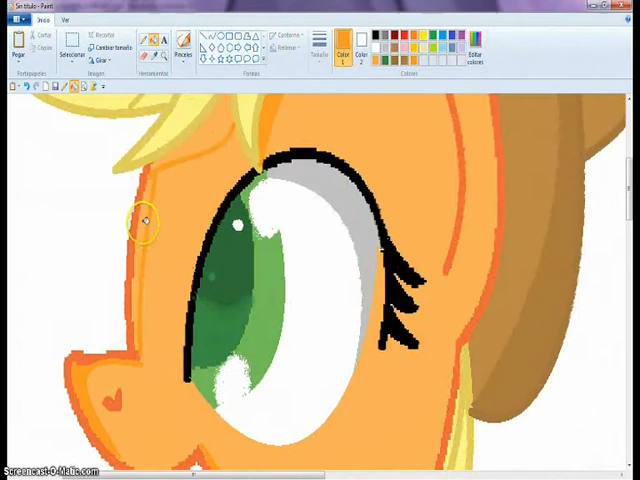 Sin título - Paint
Inicio Ver
Pegar
Cortar
Copiar
Portapapeles
Seleccionar
Recortar
Cambiar tamaño
Girar
Imagen
A
Herramientas
Pinceles
Contorno
Rellenar
Formas
Tamaño
Color 1
Color 2
Editar colores
Colores
Screencast-O-Matic.com